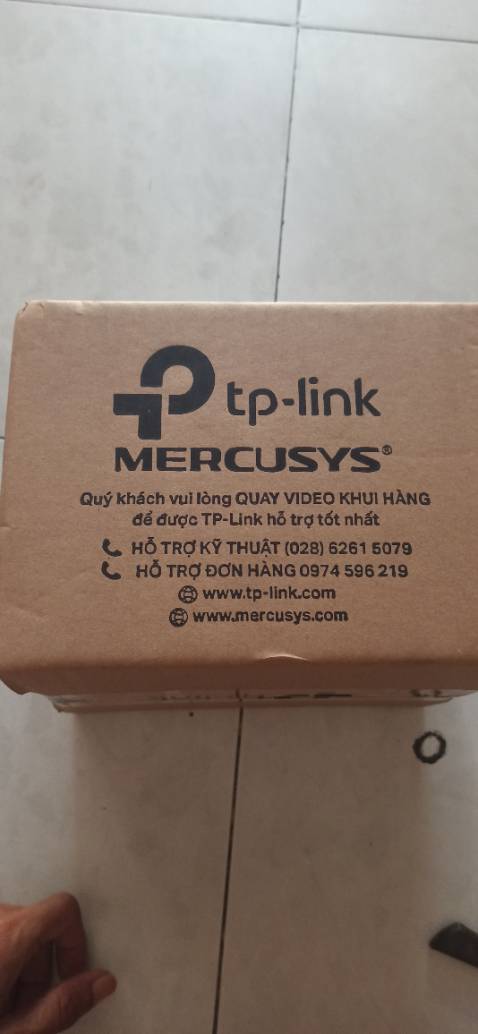 tp-link
MERCUSYS®
Quý khách vui lòng QUAY VIDEO KHUI HÀNG
để được TP-Link hỗ trợ tốt nhất
HỖ TRỢ KỸ THUẬT (028) 6261 5079
HỖ TRỢ ĐƠN HÀNG 0974 596 219
www.tp-link.com
www.mercusys.com